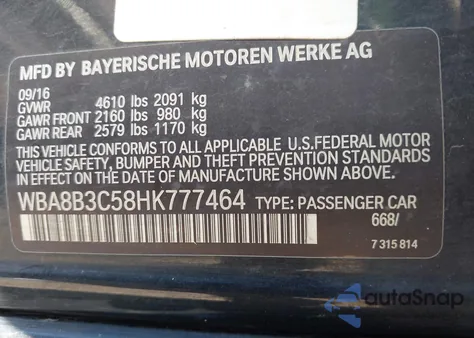 MFD BY BAYERISCHE MOTOREN WERKE AG
09/16
GVWR 4610 lbs 2091 kg
GAWR FRONT 2160 lbs 980 kg
GAWR REAR 2579 lbs 1170 kg
THIS VEHICLE CONFORMS TO ALL APPLICABLE U.S.FEDERAL MOTOR
VEHICLE SAFETY, BUMPER AND THEFT PREVENTION STANDARDS
IN EFFECT ON THE DATE OF MANUFACTURE SHOWN ABOVE.
WBA8B3C58HK777464 TYPE: PASSENGER CAR
668/
7 315 814
autoSnap